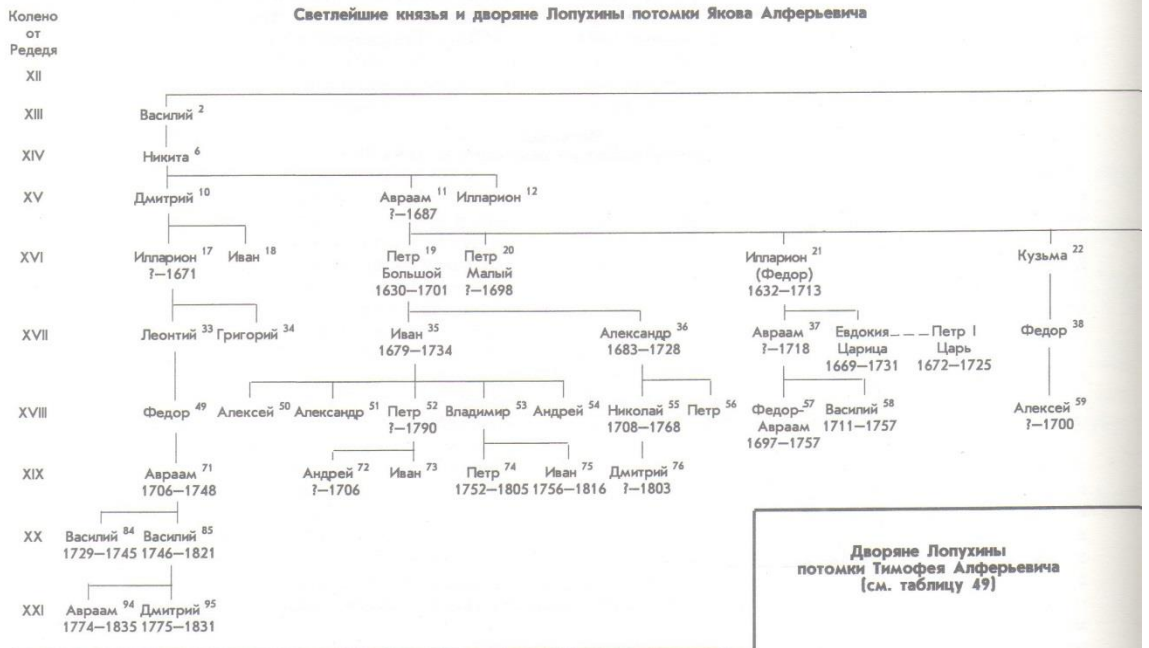 Светлейшие князья и дворяне Лопухины потомки Якова Алферьевича
Колено
от
Редедя
XII
XIII Василий 2
XIV Никита 6
XV Дмитрий 10 Авраам 11 Илларион 12
?—1687
XVI Илларион 17 Иван 18 Петр 19 Петр 20 Илларион 21 Кузьма 22
?—1671 Большой Малый (Федор)
1630—1701 ?—1698 1632—1713
XVII Леонтий 33 Григорий 34 Иван 35 Александр 36 Авраам 37 Евдокия Петр I Федор 38
1679—1734 1683—1728 ?—1718 Царица Царь
1669—1731 1672—1725
XVIII Федор 49 Алексей 50 Александр 51 Петр 52 Владимир 53 Андрей 54 Николай 55 Петр 56 Федор- 57 Василий 58 Алексей 59
?—1790 1708—1768 Авраам 1711—1757 ?—1700
1697—1757
XIX Авраам 71 Андрей 72 Иван 73 Петр 74 Иван 75 Дмитрий 76
1706—1748 ?—1706 1752—1805 1756—1816 ?—1803
XX Василий 84 Василий 85
1729—1745 1746—1821
XXI Авраам 94 Дмитрий 95
1774—1835 1775—1831
Дворяне Лопухины
потомки Тимофея Алферьевича
(см. таблицу 49)